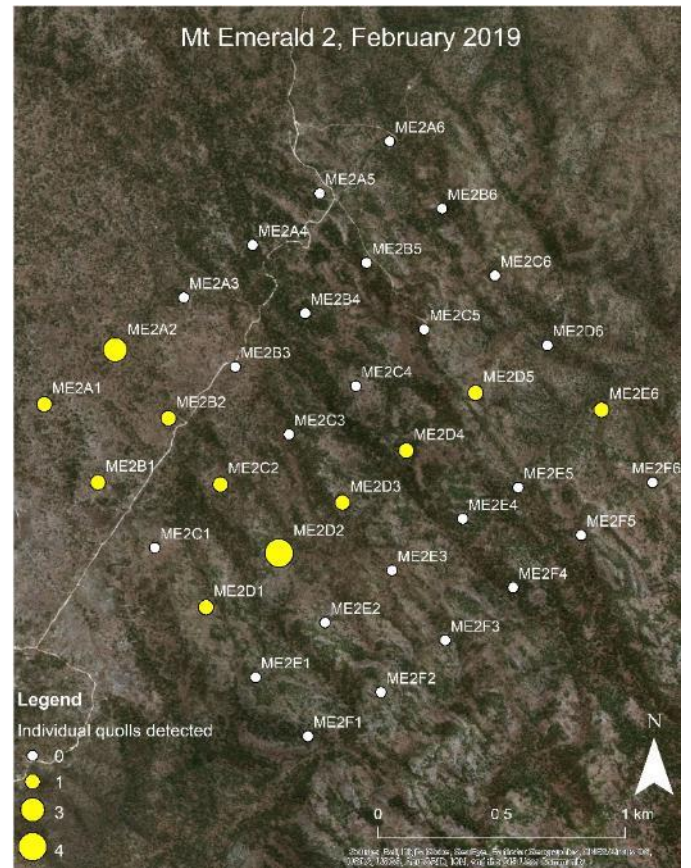 Mt Emerald 2, February 2019
ME2A6
ME2A5
ME2B6
ME2A4
ME2B5
ME2C6
ME2A3
ME2B4
ME2C5
ME2A2
ME2D6
ME2B3
ME2C4
ME2D5
ME2A1
ME2B2
ME2E6
ME2C3
ME2D4
ME2B1
ME2C2
ME2E5
ME2F6
ME2D3
ME2E4
ME2C1
ME2D2
ME2F5
ME2E3
ME2F4
ME2D1
ME2E2
ME2F3
ME2E1
ME2F2
ME2F1
Legend
Individual quolls detected
0
1
3
4
N
0 0.5 1 km